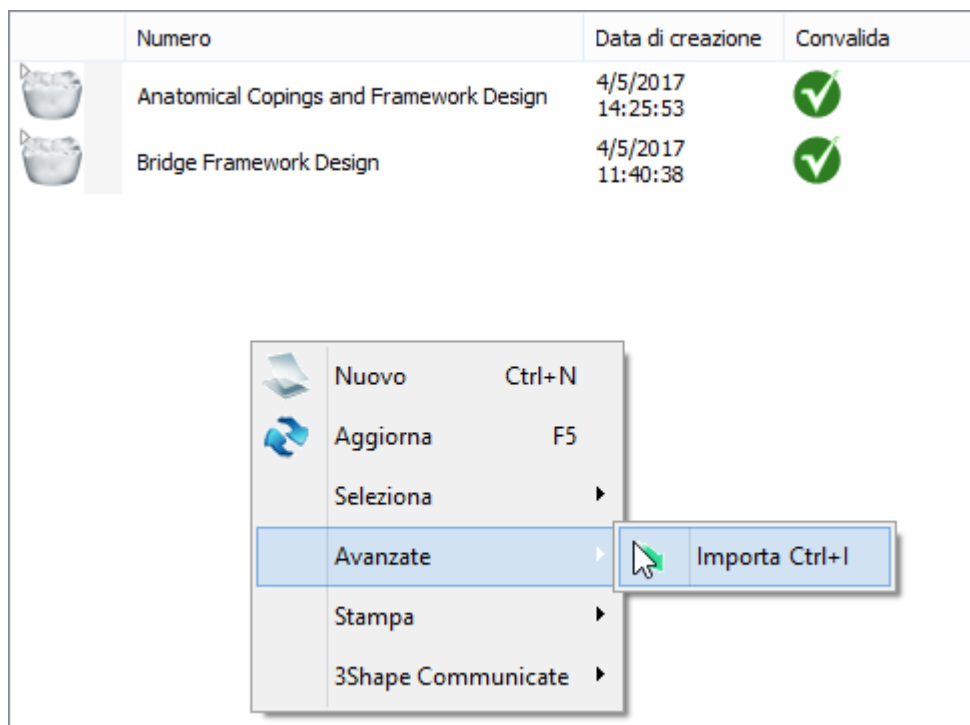 Numero Data di creazione Convalida
Anatomical Copings and Framework Design 4/5/2017
14:25:53
Bridge Framework Design 4/5/2017
11:40:38
Nuovo Ctrl+N
Aggiorna F5
Seleziona
Avanzate Importa Ctrl+I
Stampa
3Shape Communicate